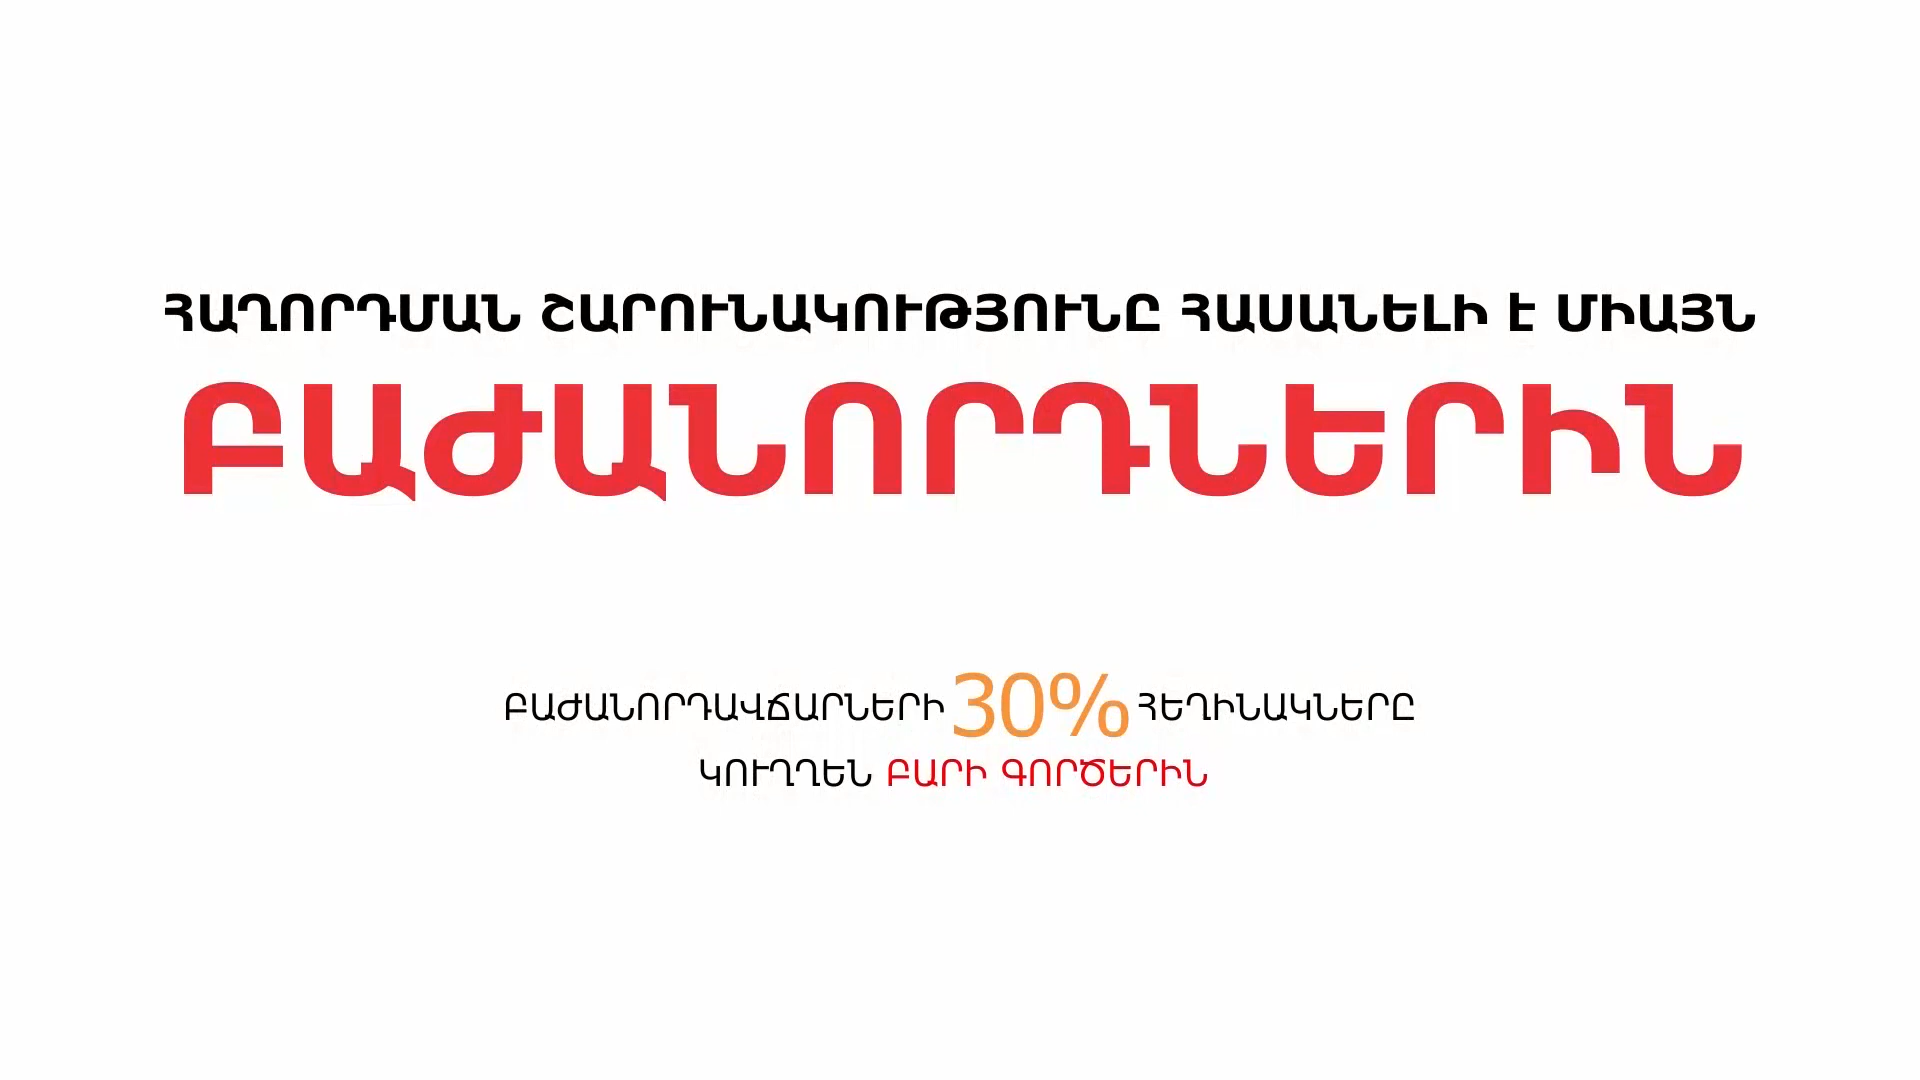 ՀԱՂՈՐԴՄԱՆ ՇԱՐՈՒՆԱԿՈՒԹՅՈՒՆԸ ՀԱՍԱՆԵԼԻ Է ՄԻԱՅՆ
ԲԱԺԱՆՈՐԴՆԵՐԻՆ
ԲԱԺԱՆՈՐԴԱՎՃԱՐՆԵՐԻ 30% ՀԵՂԻՆԱԿՆԵՐԸ
ԿՈՒՂՂԵՆ ԲԱՐԻ ԳՈՐԾԵՐԻՆ